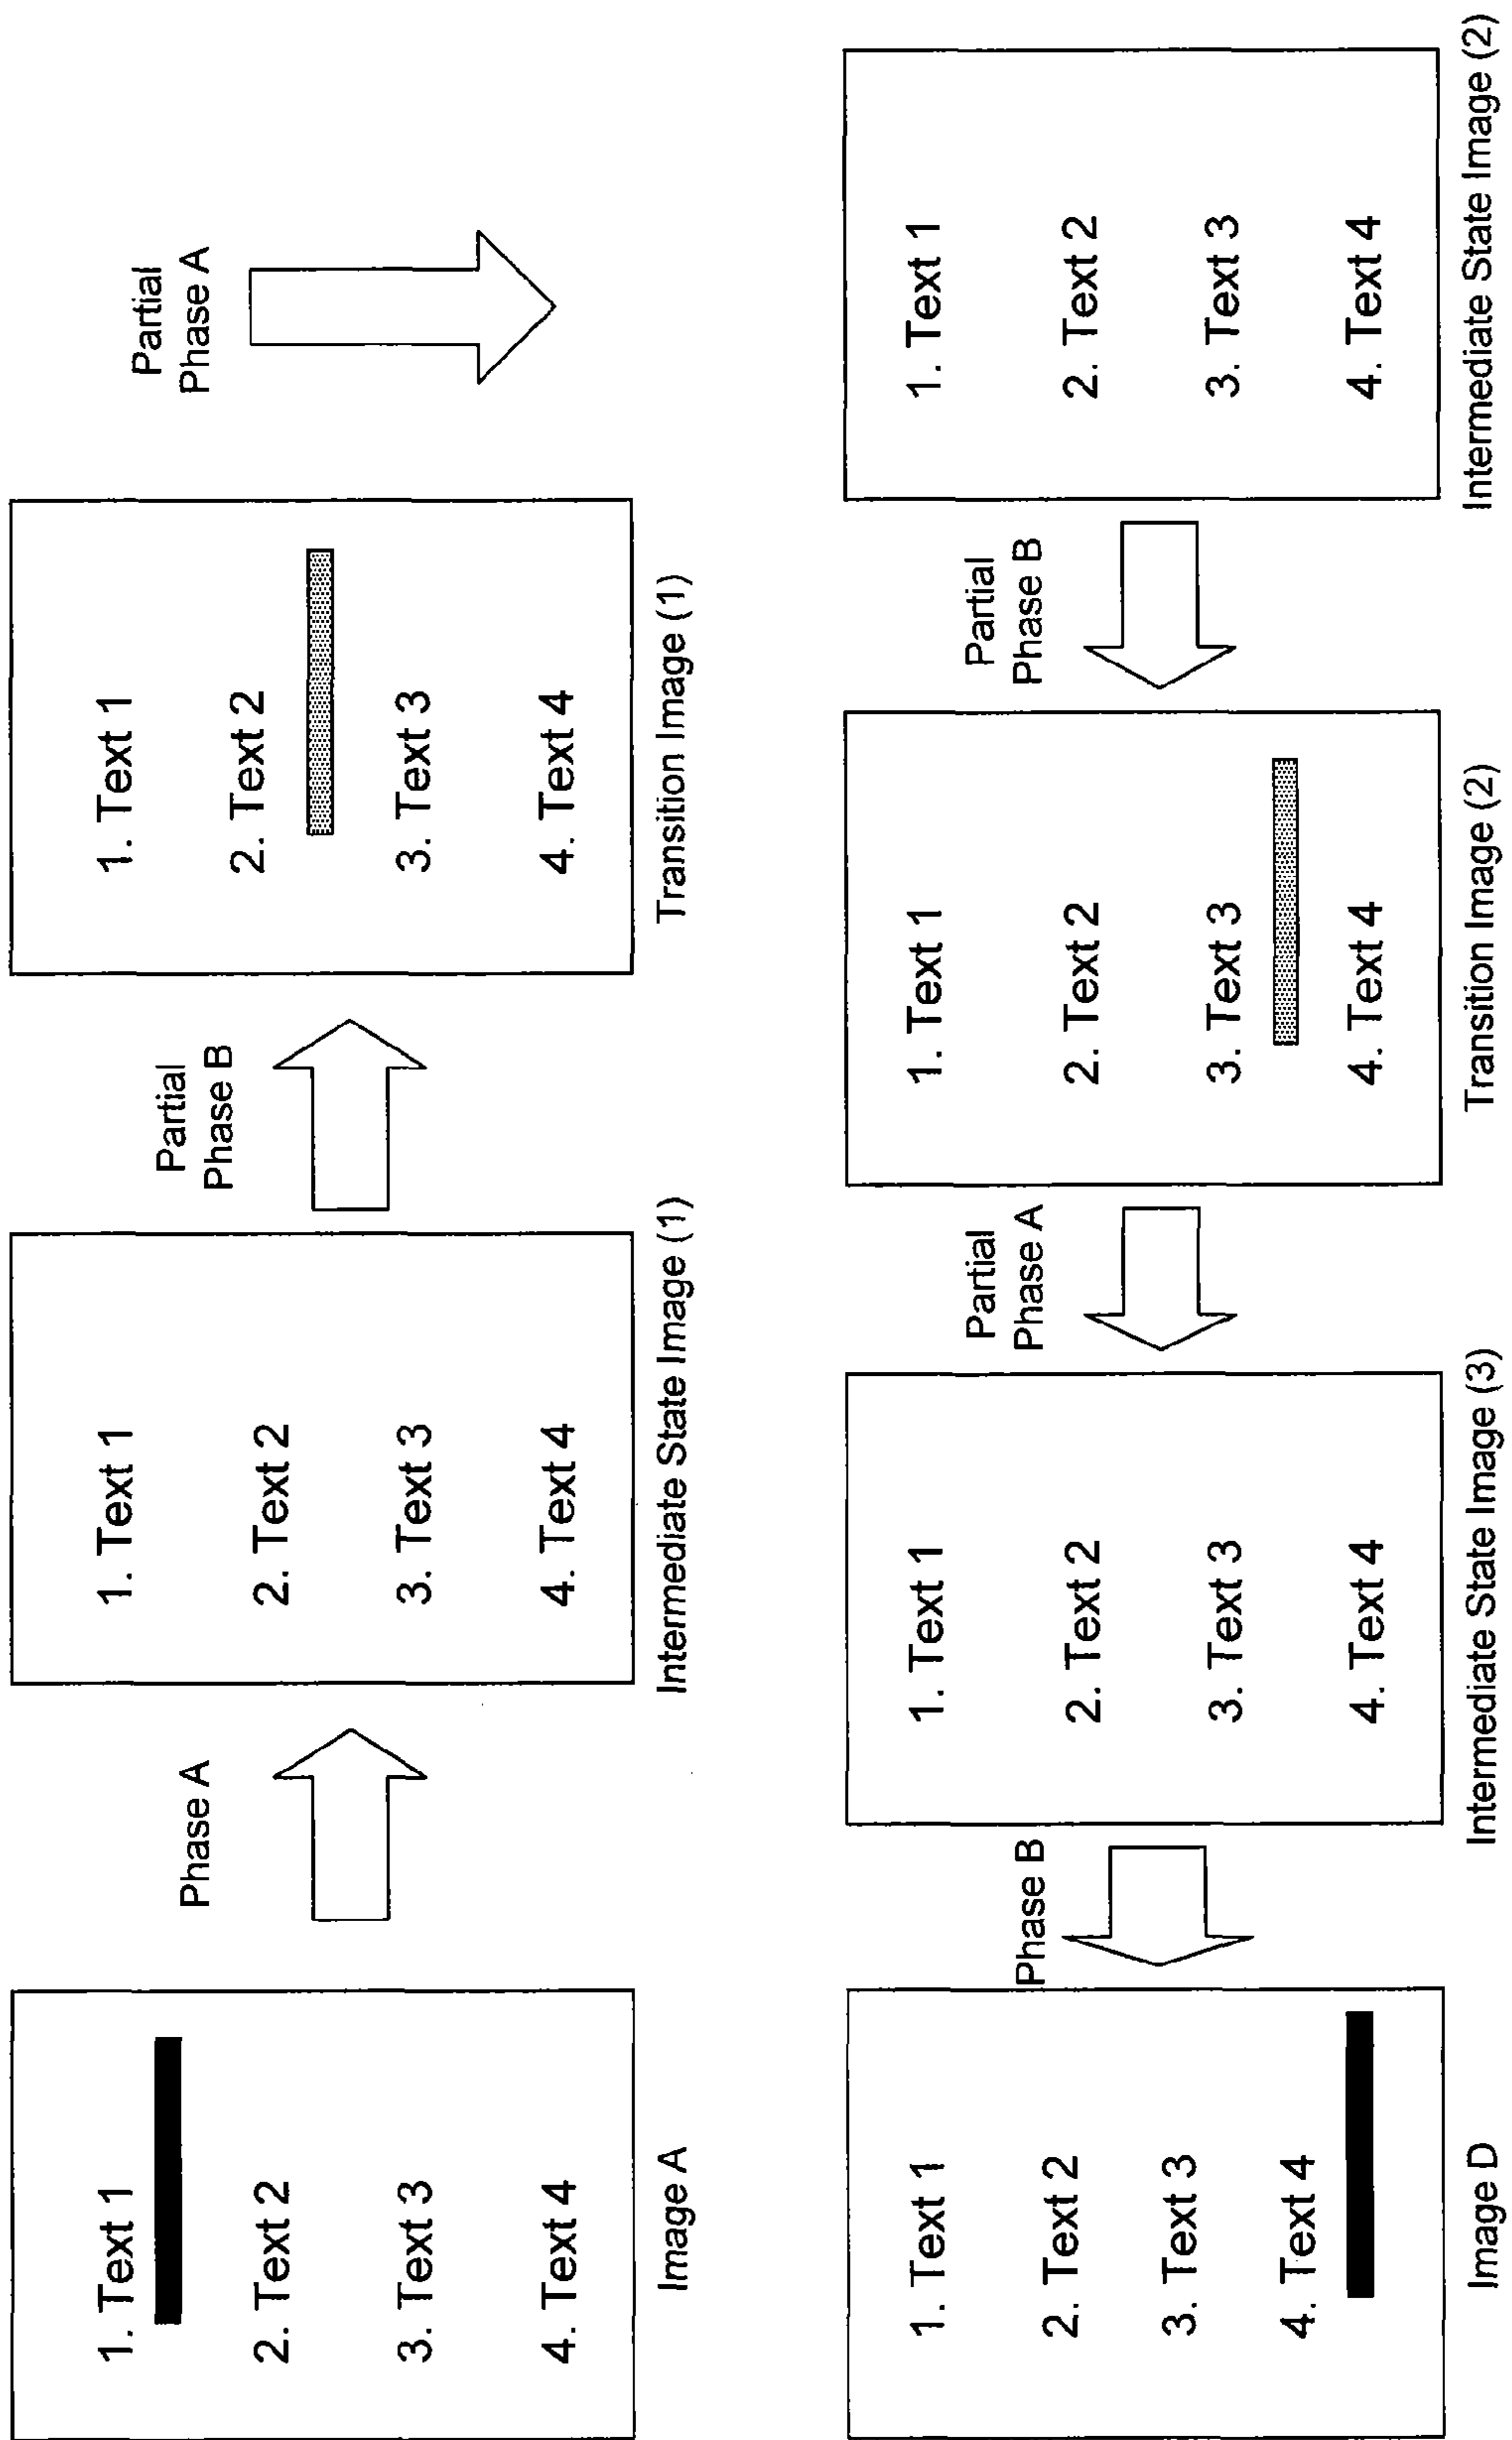 1. Text 1
2. Text 2
3. Text 3
4. Text 4
Image A
Phase A
1. Text 1
2. Text 2
3. Text 3
4. Text 4
Intermediate State Image (1)
Partial
Phase B
1. Text 1
2. Text 2
3. Text 3
4. Text 4
Transition Image (1)
Partial
Phase A
1. Text 1
2. Text 2
3. Text 3
4. Text 4
Intermediate State Image (2)
Partial
Phase B
1. Text 1
2. Text 2
3. Text 3
4. Text 4
Transition Image (2)
Partial
Phase A
1. Text 1
2. Text 2
3. Text 3
4. Text 4
Intermediate State Image (3)
Phase B
1. Text 1
2. Text 2
3. Text 3
4. Text 4
Image D